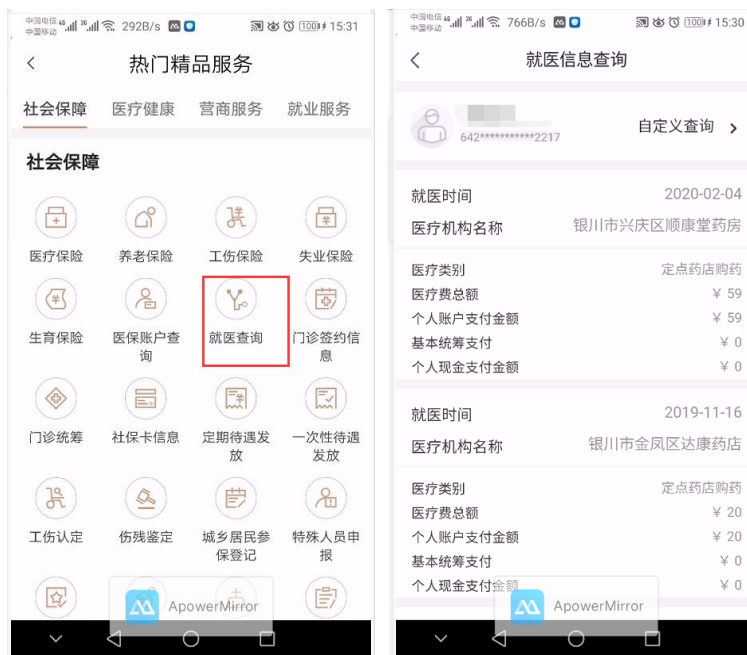 中国电信 46 26 292B/s 100 15:31
中国移动
热门精品服务
社会保障 医疗健康 营商服务 就业服务
社会保障
医疗保险 养老保险 工伤保险 失业保险
生育保险 医保账户查询 就医查询 门诊签约信息
门诊统筹 社保卡信息 定期待遇发放 一次性待遇发放
工伤认定 伤残鉴定 城乡居民参保登记 特殊人员申报
ApowerMirror
中国电信 46 26 766B/s 100 15:30
中国移动
就医信息查询
642***********2217
自定义查询
就医时间 2020-02-04
医疗机构名称 银川市兴庆区顺康堂药房
医疗类别 定点药店购药
医疗费总额 ¥ 59
个人账户支付金额 ¥ 59
基本统筹支付 ¥ 0
个人现金支付金额 ¥ 0
就医时间 2019-11-16
医疗机构名称 银川市金凤区达康药店
医疗类别 定点药店购药
医疗费总额 ¥ 20
个人账户支付金额 ¥ 20
基本统筹支付 ¥ 0
个人现金支付金额 ¥ 0
ApowerMirror